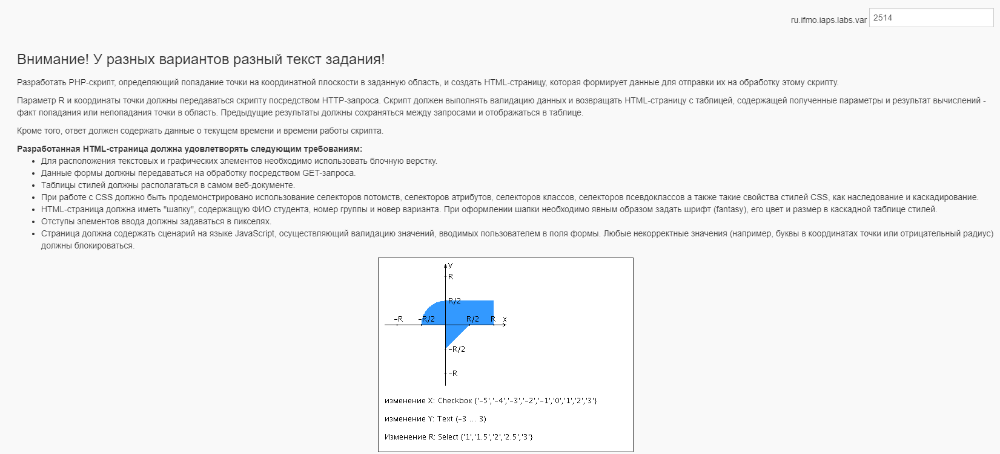 ru.ifmo.iaps.labs.var 2514
Внимание! У разных вариантов разный текст задания!
Разработать PHP-скрипт, определяющий попадание точки на координатной плоскости в заданную область, и создать HTML-страницу, которая формирует данные для отправки их на обработку этому скрипту.
Параметр R и координаты точки должны передаваться скрипту посредством HTTP-запроса. Скрипт должен выполнять валидацию данных и возвращать HTML-страницу с таблицей, содержащей полученные параметры и результат вычислений -
факт попадания или непопадания точки в область. Предыдущие результаты должны сохраняться между запросами и отображаться в таблице.
Кроме того, ответ должен содержать данные о текущем времени и времени работы скрипта.
Разработанная HTML-страница должна удовлетворять следующим требованиям:
• Для расположения текстовых и графических элементов необходимо использовать блочную верстку.
• Данные формы должны передаваться на обработку посредством GET-запроса.
• Таблицы стилей должны располагаться в самом веб-документе.
• При работе с CSS должно быть продемонстрировано использование селекторов потомств, селекторов атрибутов, селекторов классов, селекторов псевдоклассов а также такие свойства стилей CSS, как наследование и каскадирование.
• HTML-страница должна иметь "шапку", содержащую ФИО студента, номер группы и новер варианта. При оформлении шапки необходимо явным образом задать шрифт (fantasy), его цвет и размер в каскадной таблице стилей.
• Отступы элементов ввода должны задаваться в пикселях.
• Страница должна содержать сценарий на языке JavaScript, осуществляющий валидацию значений, вводимых пользователем в поля формы. Любые некорректные значения (например, буквы в координатах точки или отрицательный радиус)
должны блокироваться.
y
R
R/2
-R -R/2 R/2 R x
-R/2
-R
изменение X: Checkbox {'-5','-4','-3','-2','-1','0','1','2','3'}
изменение Y: Text (-3 ... 3)
Изменение R: Select {'1','1.5','2','2.5','3'}